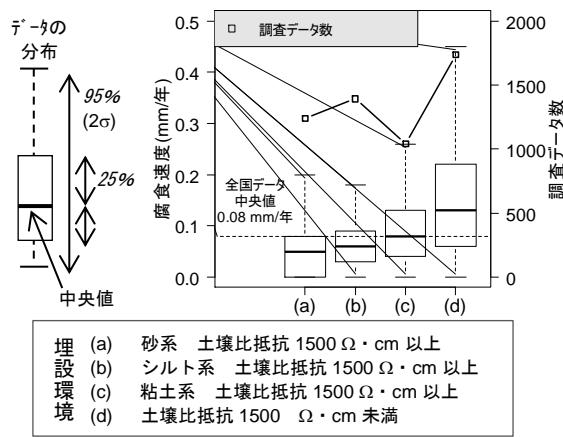 ﾃﾞｰﾀの
分布
95%
(2σ)
25%
中央値
調査データ数
腐食速度(mm/年)
0.5
0.4
0.3
0.2
0.1
0.0
全国データ
中央値
0.08 mm/年
2000
1500
1000
500
0
調査データ数
(a)
(b)
(c)
(d)
埋設環境
(a) 砂系 土壌比抵抗 1500 Ω・cm 以上
(b) シルト系 土壌比抵抗 1500 Ω・cm 以上
(c) 粘土系 土壌比抵抗 1500 Ω・cm 以上
(d) 土壌比抵抗 1500 Ω・cm 未満